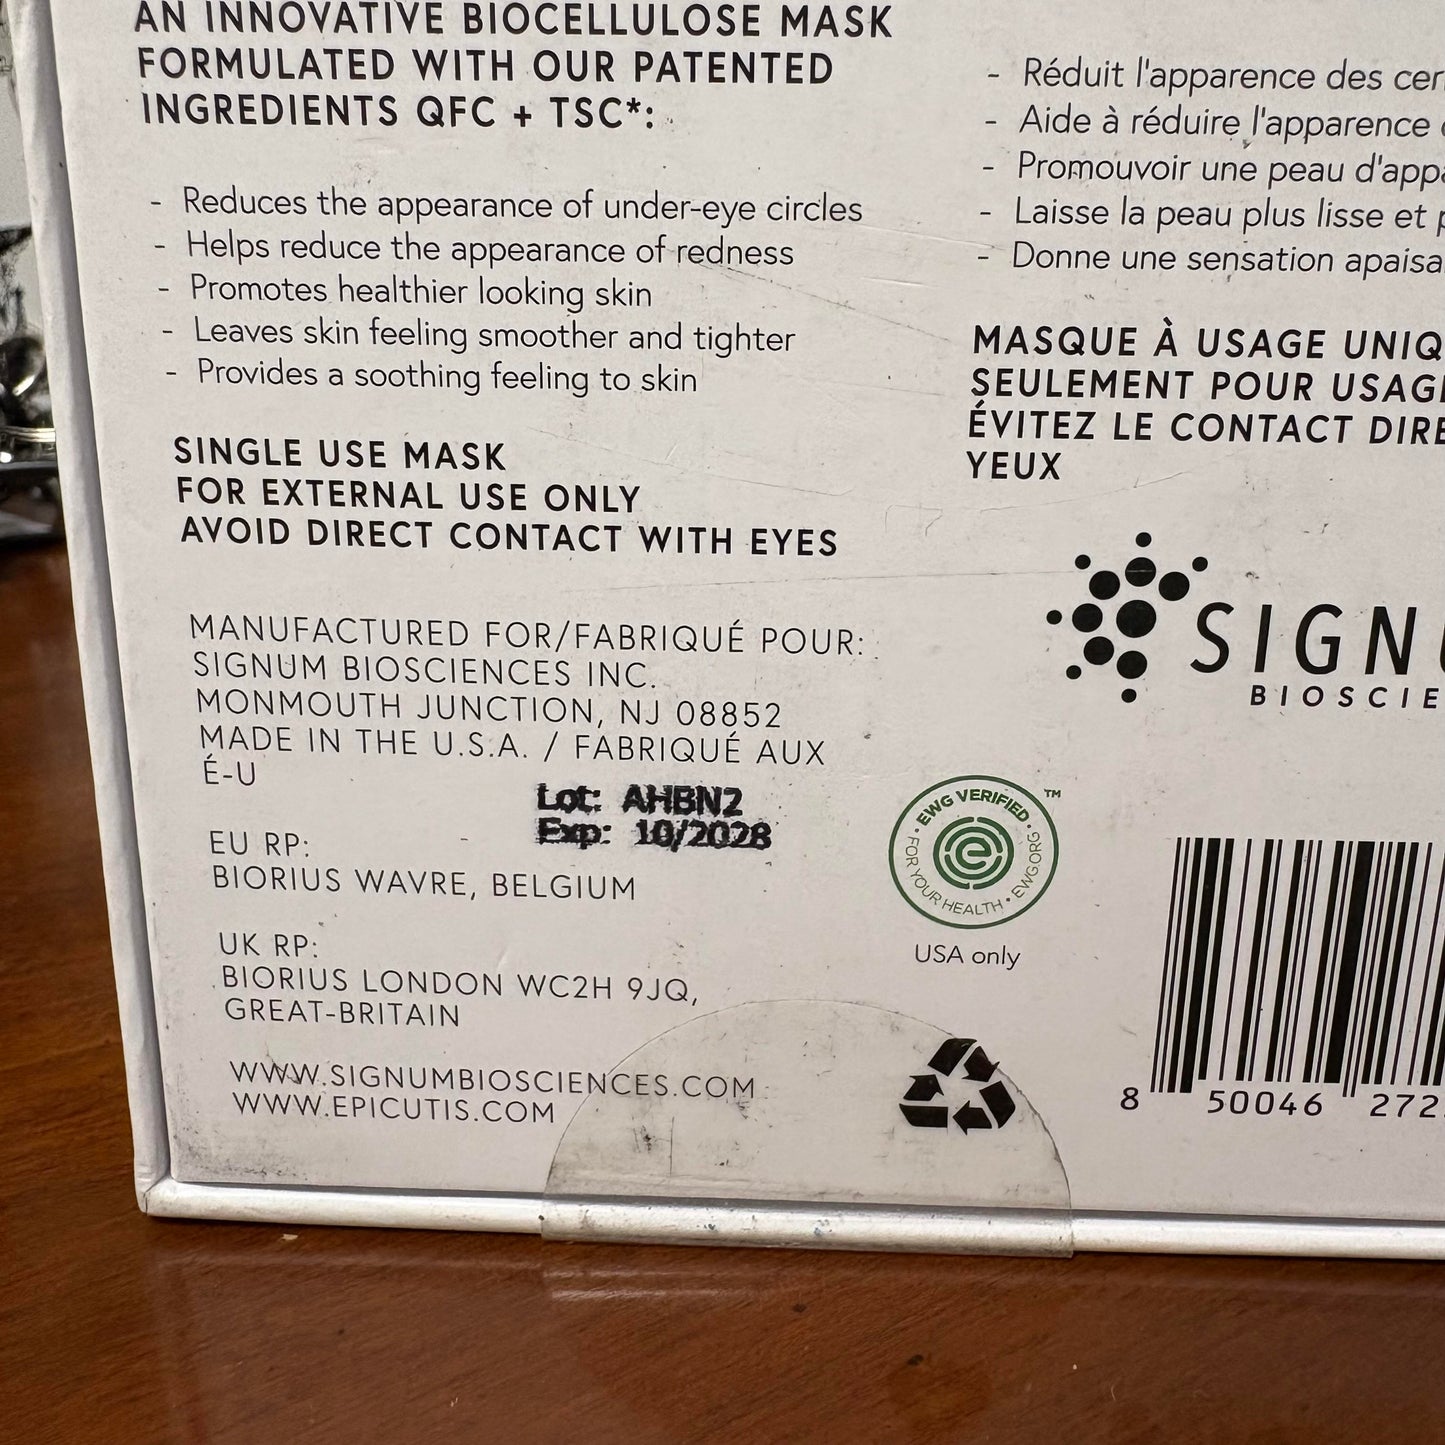 AN INNOVATIVE BIOCELLULOSE MASK
FORMULATED WITH OUR PATENTED
INGREDIENTS QFC + TSC*:
- Reduces the appearance of under-eye circles
- Helps reduce the appearance of redness
- Promotes healthier looking skin
- Leaves skin feeling smoother and tighter
- Provides a soothing feeling to skin
SINGLE USE MASK
FOR EXTERNAL USE ONLY
AVOID DIRECT CONTACT WITH EYES
MANUFACTURED FOR/FABRIQUÉ POUR:
SIGNUM BIOSCIENCES INC.
MONMOUTH JUNCTION, NJ 08852
MADE IN THE U.S.A. / FABRIQUÉ AUX
É-U
Lot: AHBN2
Exp: 10/2028
EU RP:
BIORIUS WAVRE, BELGIUM
UK RP:
BIORIUS LONDON WC2H 9JQ,
GREAT-BRITAIN
WWW.SIGNUMBIOSCIENCES.COM
WWW.EPICUTIS.COM
- Réduit l'apparence des
- Aide à réduire l'apparence
- Promouvoir une peau
- Laisse la peau plus lisse et
- Donne une sensation
MASQUE À USAGE
SEULEMENT POUR
ÉVITEZ LE CONTACT
YEUX
EWG VERIFIED
FOR YOUR HEALTH • EWG.ORG
TM
USA only
8 50046